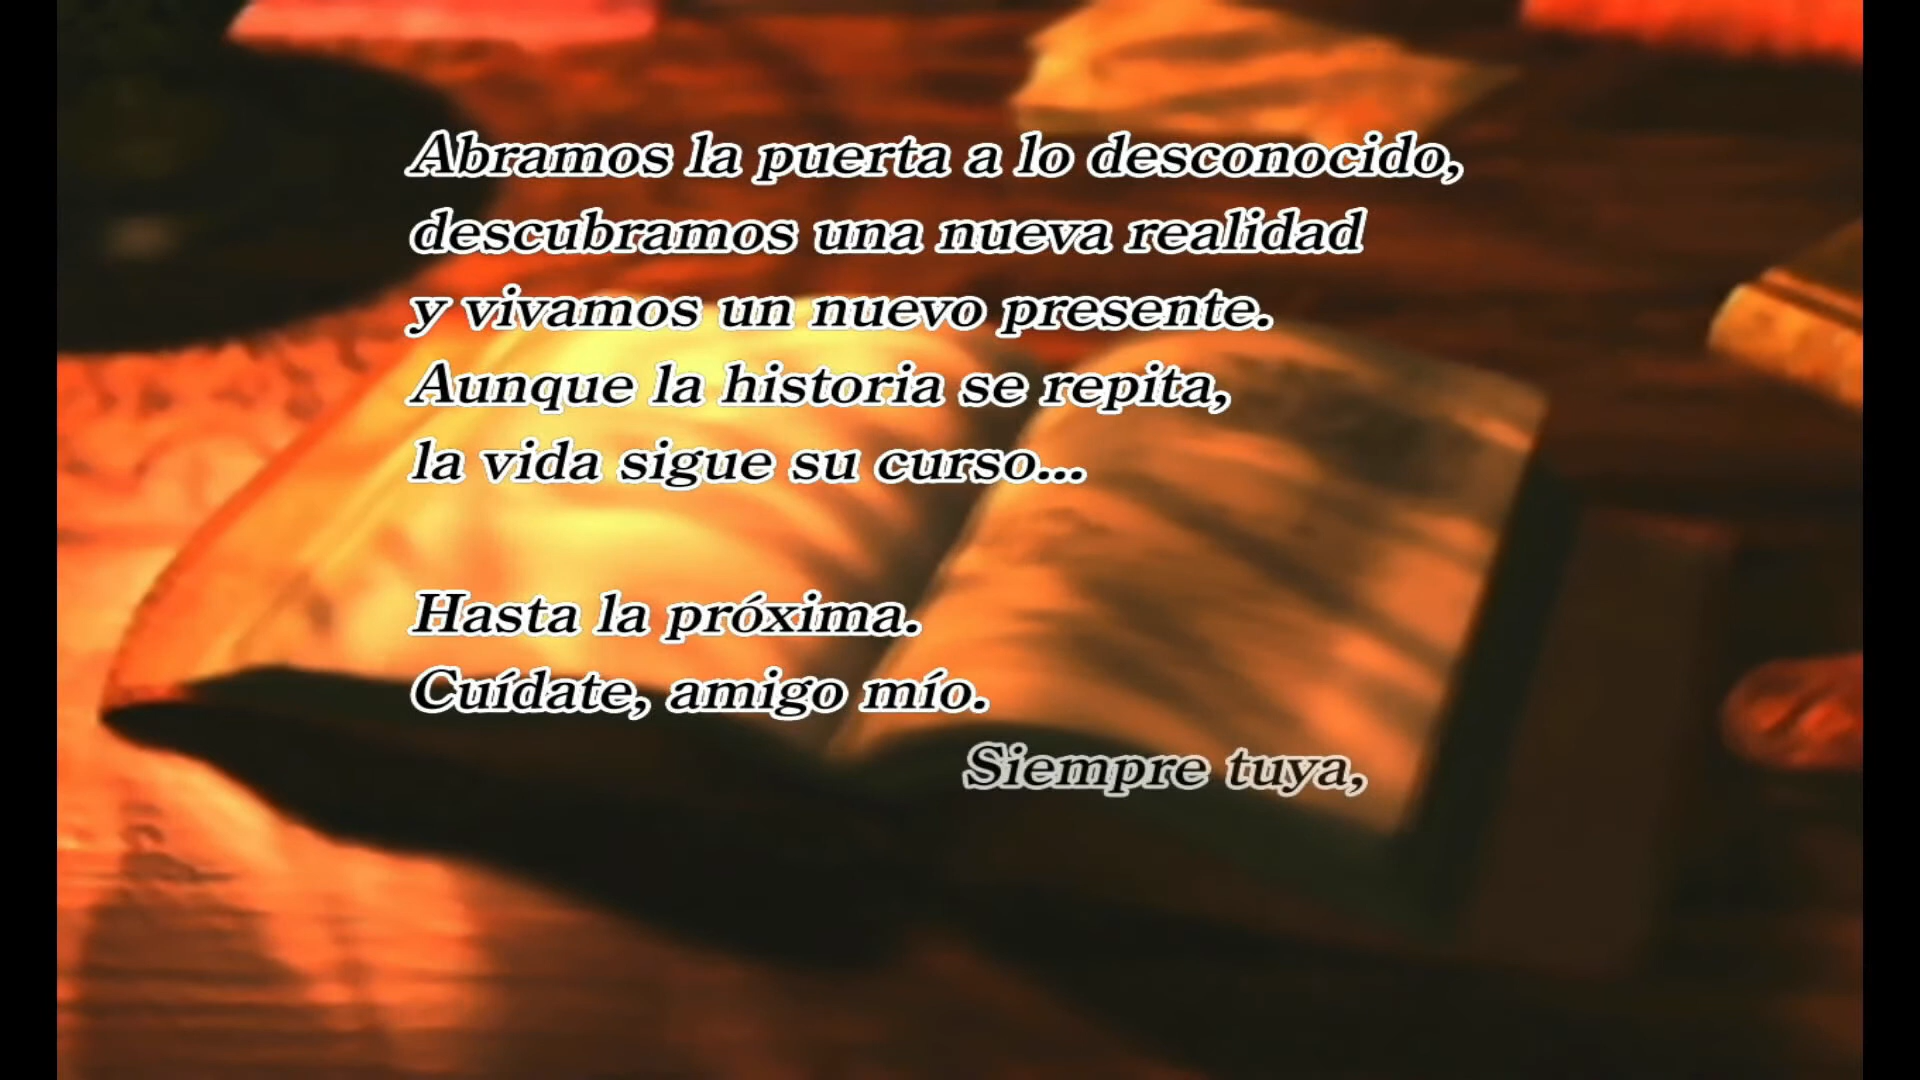 Abramos la puerta a lo desconocido,
descubramos una nueva realidad
y vivamos un nuevo presente.
Aunque la historia se repita,
la vida sigue su curso...
Hasta la próxima.
Cuídate, amigo mío.
Siempre tuya,